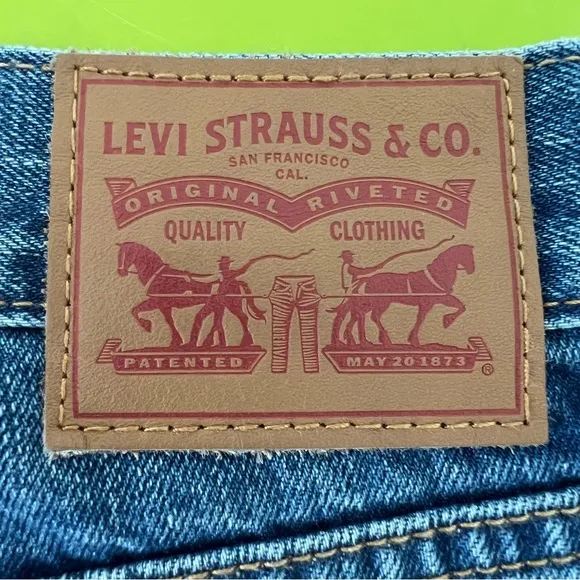 LEVI STRAUSS & CO.
SAN FRANCISCO
CAL.
ORIGINAL RIVETED
QUALITY CLOTHING
PATENTED MAY 20 1873 ®